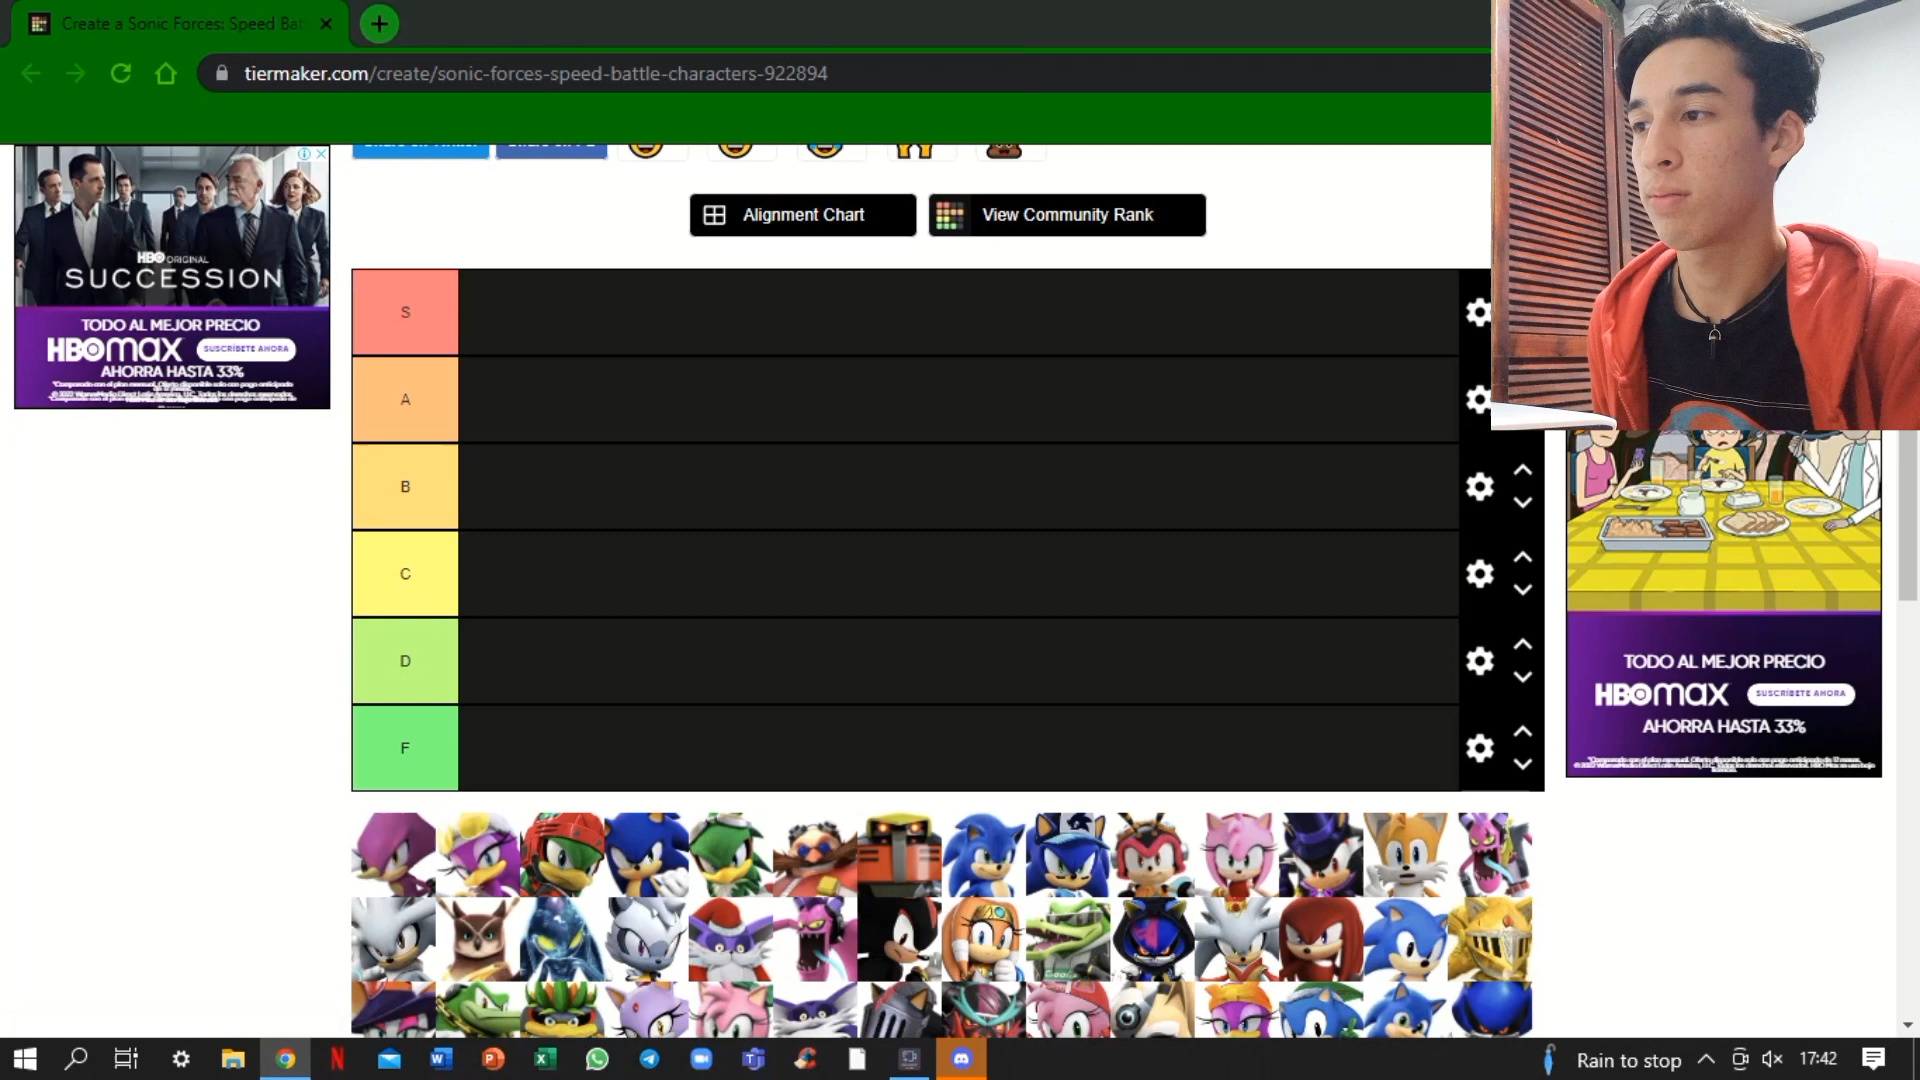 Create a Sonic Forces: Speed Bat
tiermaker.com/create/sonic-forces-speed-battle-characters-922894
Alignment Chart
View Community Rank
HBO ORIGINAL
SUCCESSION
TODO AL MEJOR PRECIO
HBOmax SUSCRÍBETE AHORA
AHORRA HASTA 33%
S
A
B
C
D
F
TODO AL MEJOR PRECIO
HBOmax SUSCRÍBETE AHORA
AHORRA HASTA 33%
Rain to stop
17:42